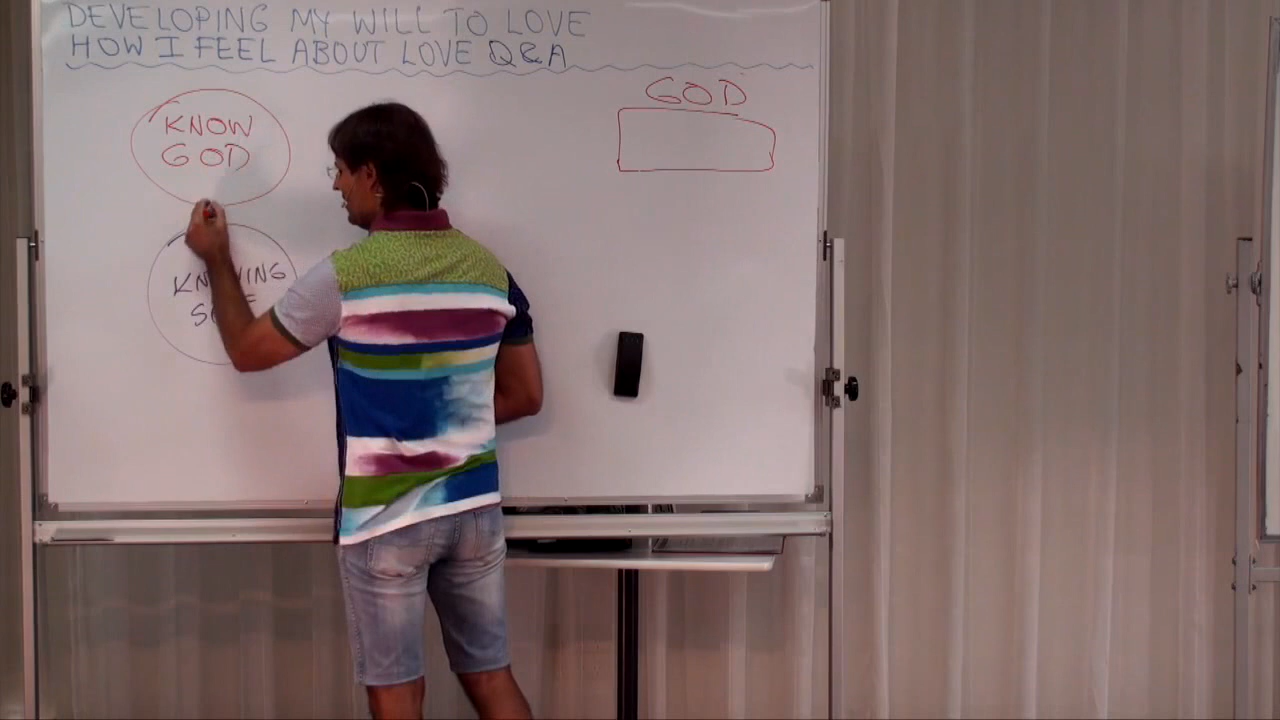 DEVELOPING MY WILL TO LOVE
HOW I FEEL ABOUT LOVE Q&A
KNOW
GOD
GOD